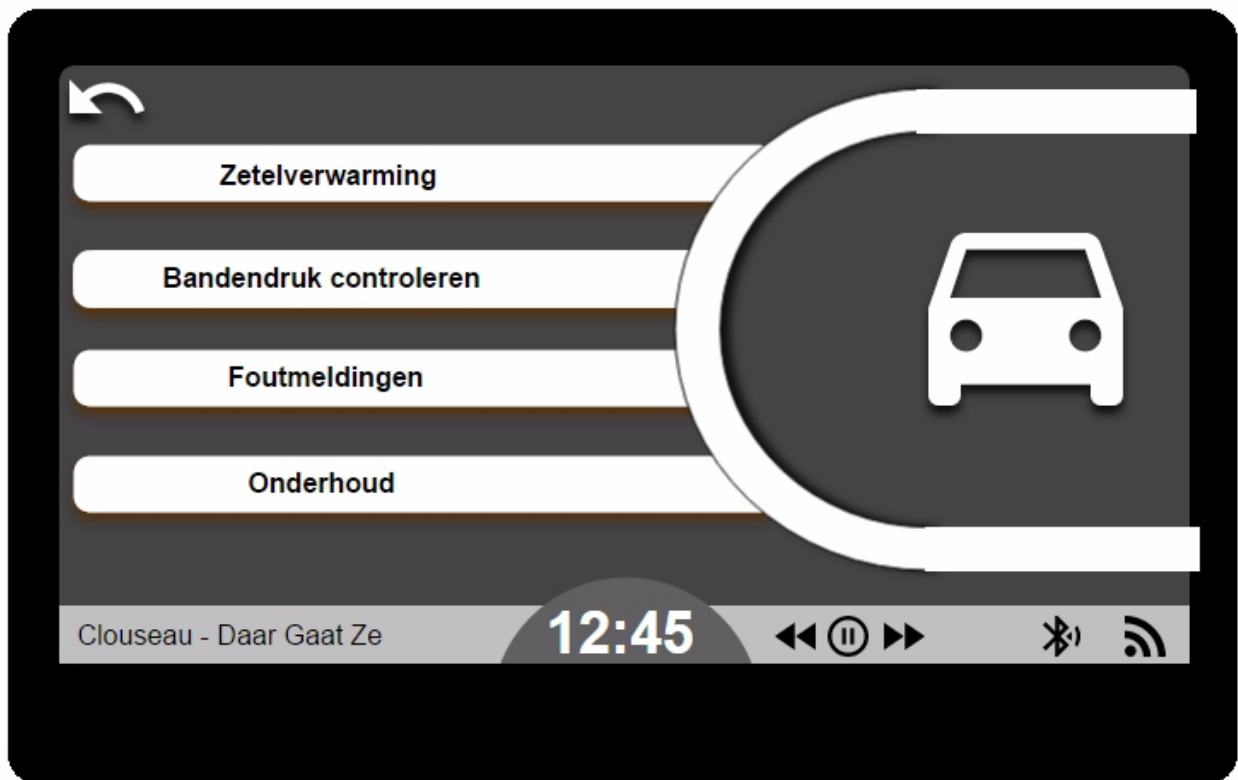 Zetelverwarming
Bandendruk controleren
Foutmeldingen
Onderhoud
Clouseau - Daar Gaat Ze
12:45